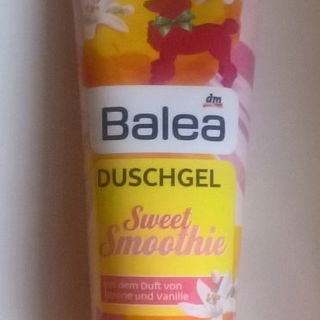 dm
Balea
DUSCHGEL
Sweet
Smoothie
dem Duft von
und Vanille